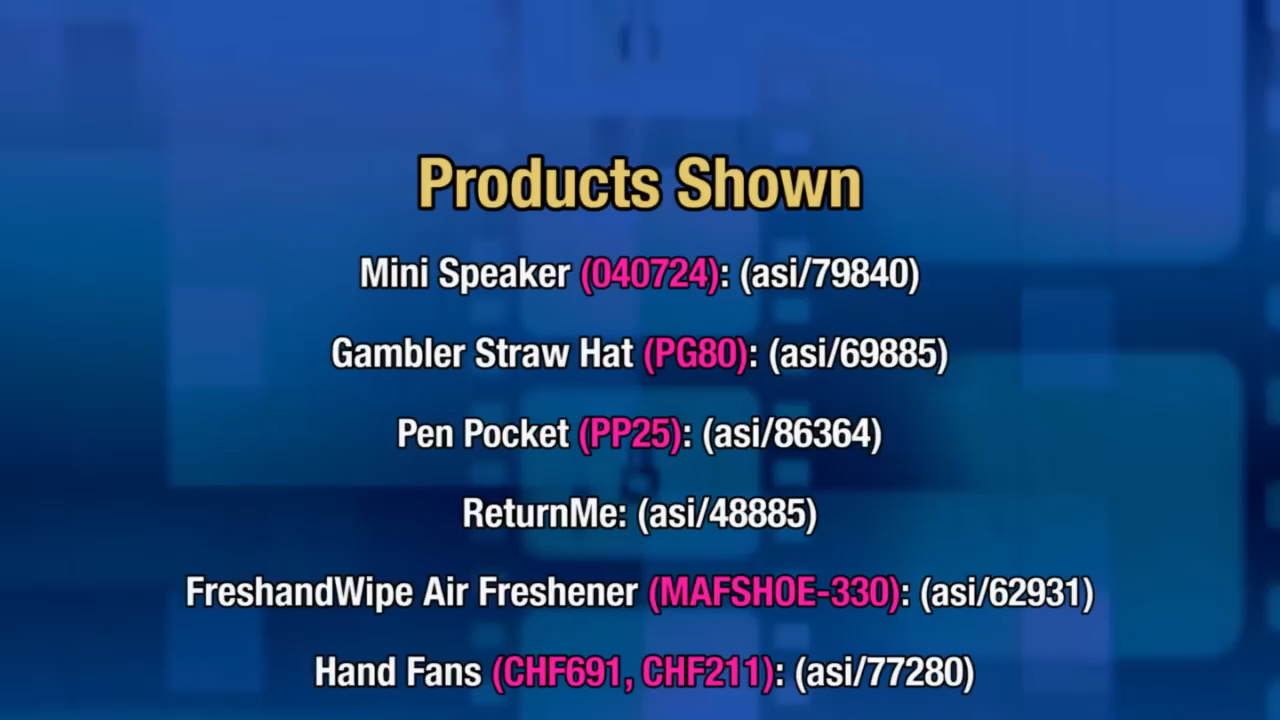 Products Shown
Mini Speaker (040724): (asi/79840)
Gambler Straw Hat (PG80): (asi/69885)
Pen Pocket (PP25): (asi/86364)
ReturnMe: (asi/48885)
FreshandWipe Air Freshener (MAFSHOE-330): (asi/62931)
Hand Fans (CHF691, CHF211): (asi/77280)